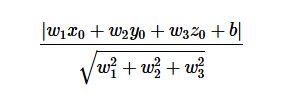 |w₁x₀ + w₂y₀ + w₃z₀ + b|
√(w₁² + w₂² + w₃²)